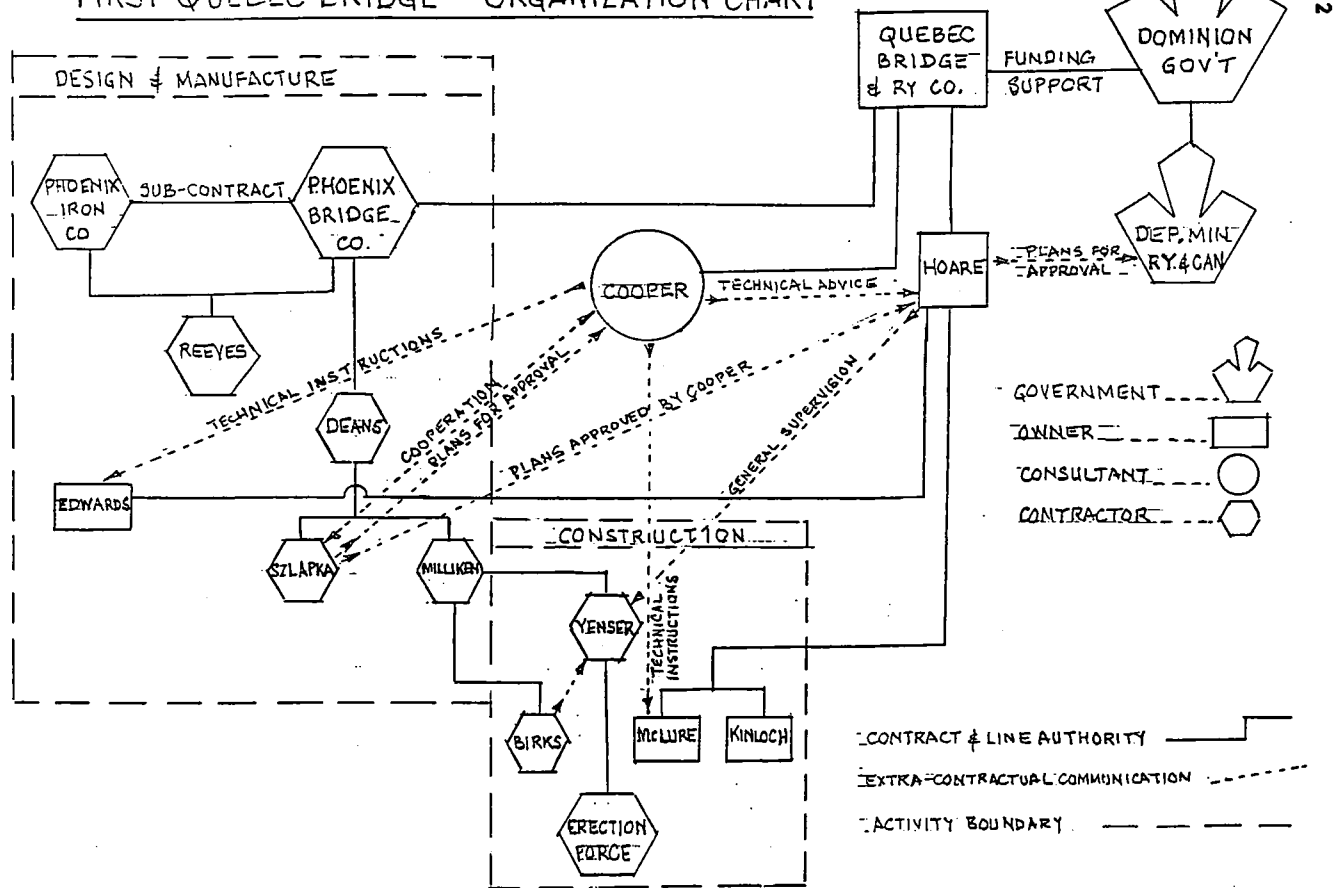 FIRST QUEBEC BRIDGE - ORGANIZATION CHART
2
DESIGN & MANUFACTURE
QUEBEC
BRIDGE
& RY CO.
FUNDING
SUPPORT
DOMINION
GOV'T
PHOENIX
IRON
CO
SUB-CONTRACT
PHOENIX
BRIDGE
CO.
COOPER
TECHNICAL ADVICE
HOARE
PLANS FOR
APPROVAL
DEP. MIN
RY. & CAN
REEVES
TECHNICAL INSTRUCTIONS
DEANS
COOPERATION
PLANS FOR APPROVAL
PLANS APPROVED BY COOPER
GENERAL SUPERVISION
GOVERNMENT
OWNER
CONSULTANT
CONTRACTOR
EDWARDS
SZLAPKA
MILLIKEN
CONSTRUCTION
YENSER
TECHNICAL
INSTRUCTIONS
BIRKS
McLURE
KINLOCH
ERECTION
FORCE
CONTRACT & LINE AUTHORITY
EXTRA-CONTRACTUAL COMMUNICATION
ACTIVITY BOUNDARY